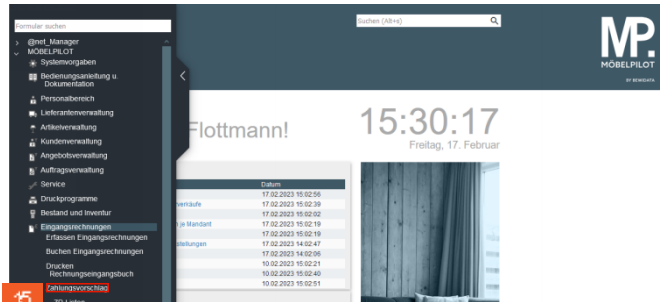 Formular suchen
@net_Manager
MÖBELPILOT
Systemvorgaben
Bedienungsanleitung u.
Dokumentation
Personalbereich
Lieferantenverwaltung
Artikelverwaltung
Kundenverwaltung
Angebotsverwaltung
Auftragsverwaltung
Service
Druckprogramme
Bestand und Inventur
Eingangsrechnungen
Erfassen Eingangsrechnungen
Buchen Eingangsrechnungen
Drucken
Rechnungseingangsbuch
Zahlungsvorschlag
15
Suchen (Alt+s)
MP.
MÖBELPILOT
BY BEMEDATA
Flottmann!
15:30:17
Freitag, 17. Februar
Datum
17.02.2023 15:02:56
verkäufe 17.02.2023 15:02:39
17.02.2023 15:02:02
n je Mandant 17.02.2023 15:02:19
17.02.2023 15:02:19
stellungen 17.02.2023 14:02:47
17.02.2023 14:02:06
10.02.2023 15:02:21
10.02.2023 15:02:40
10.02.2023 15:02:51